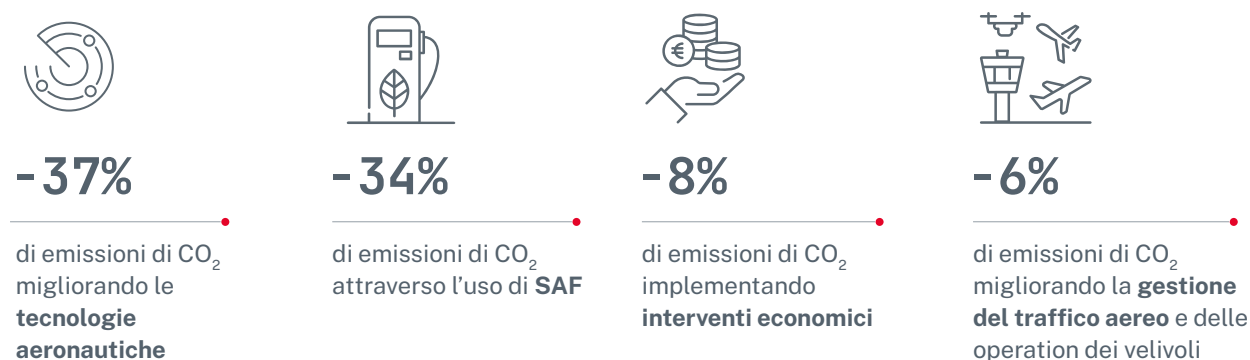 -37%
di emissioni di CO₂
migliorando le
tecnologie
aeronautiche
-34%
di emissioni di CO₂
attraverso l'uso di SAF
€
-8%
di emissioni di CO₂
implementando
interventi economici
-6%
di emissioni di CO₂
migliorando la gestione
del traffico aereo e delle
operation dei velivoli